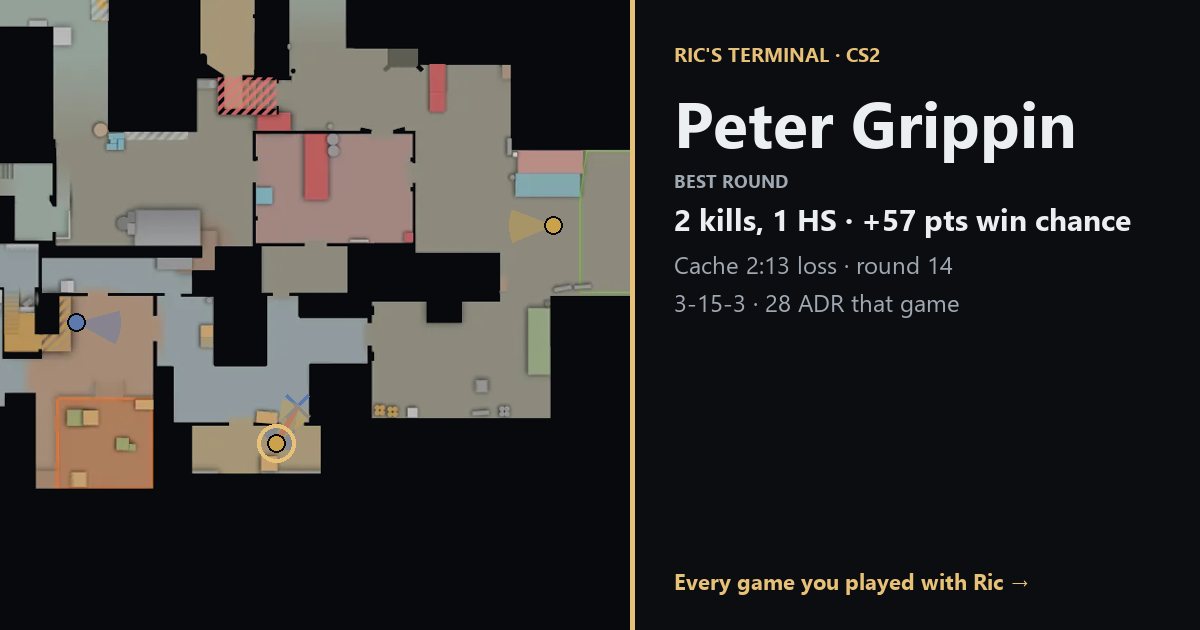 RIC'S TERMINAL · CS2
Peter Grippin
BEST ROUND
2 kills, 1 HS · +57 pts win chance
Cache 2:13 loss · round 14
3-15-3 · 28 ADR that game
Every game you played with Ric →